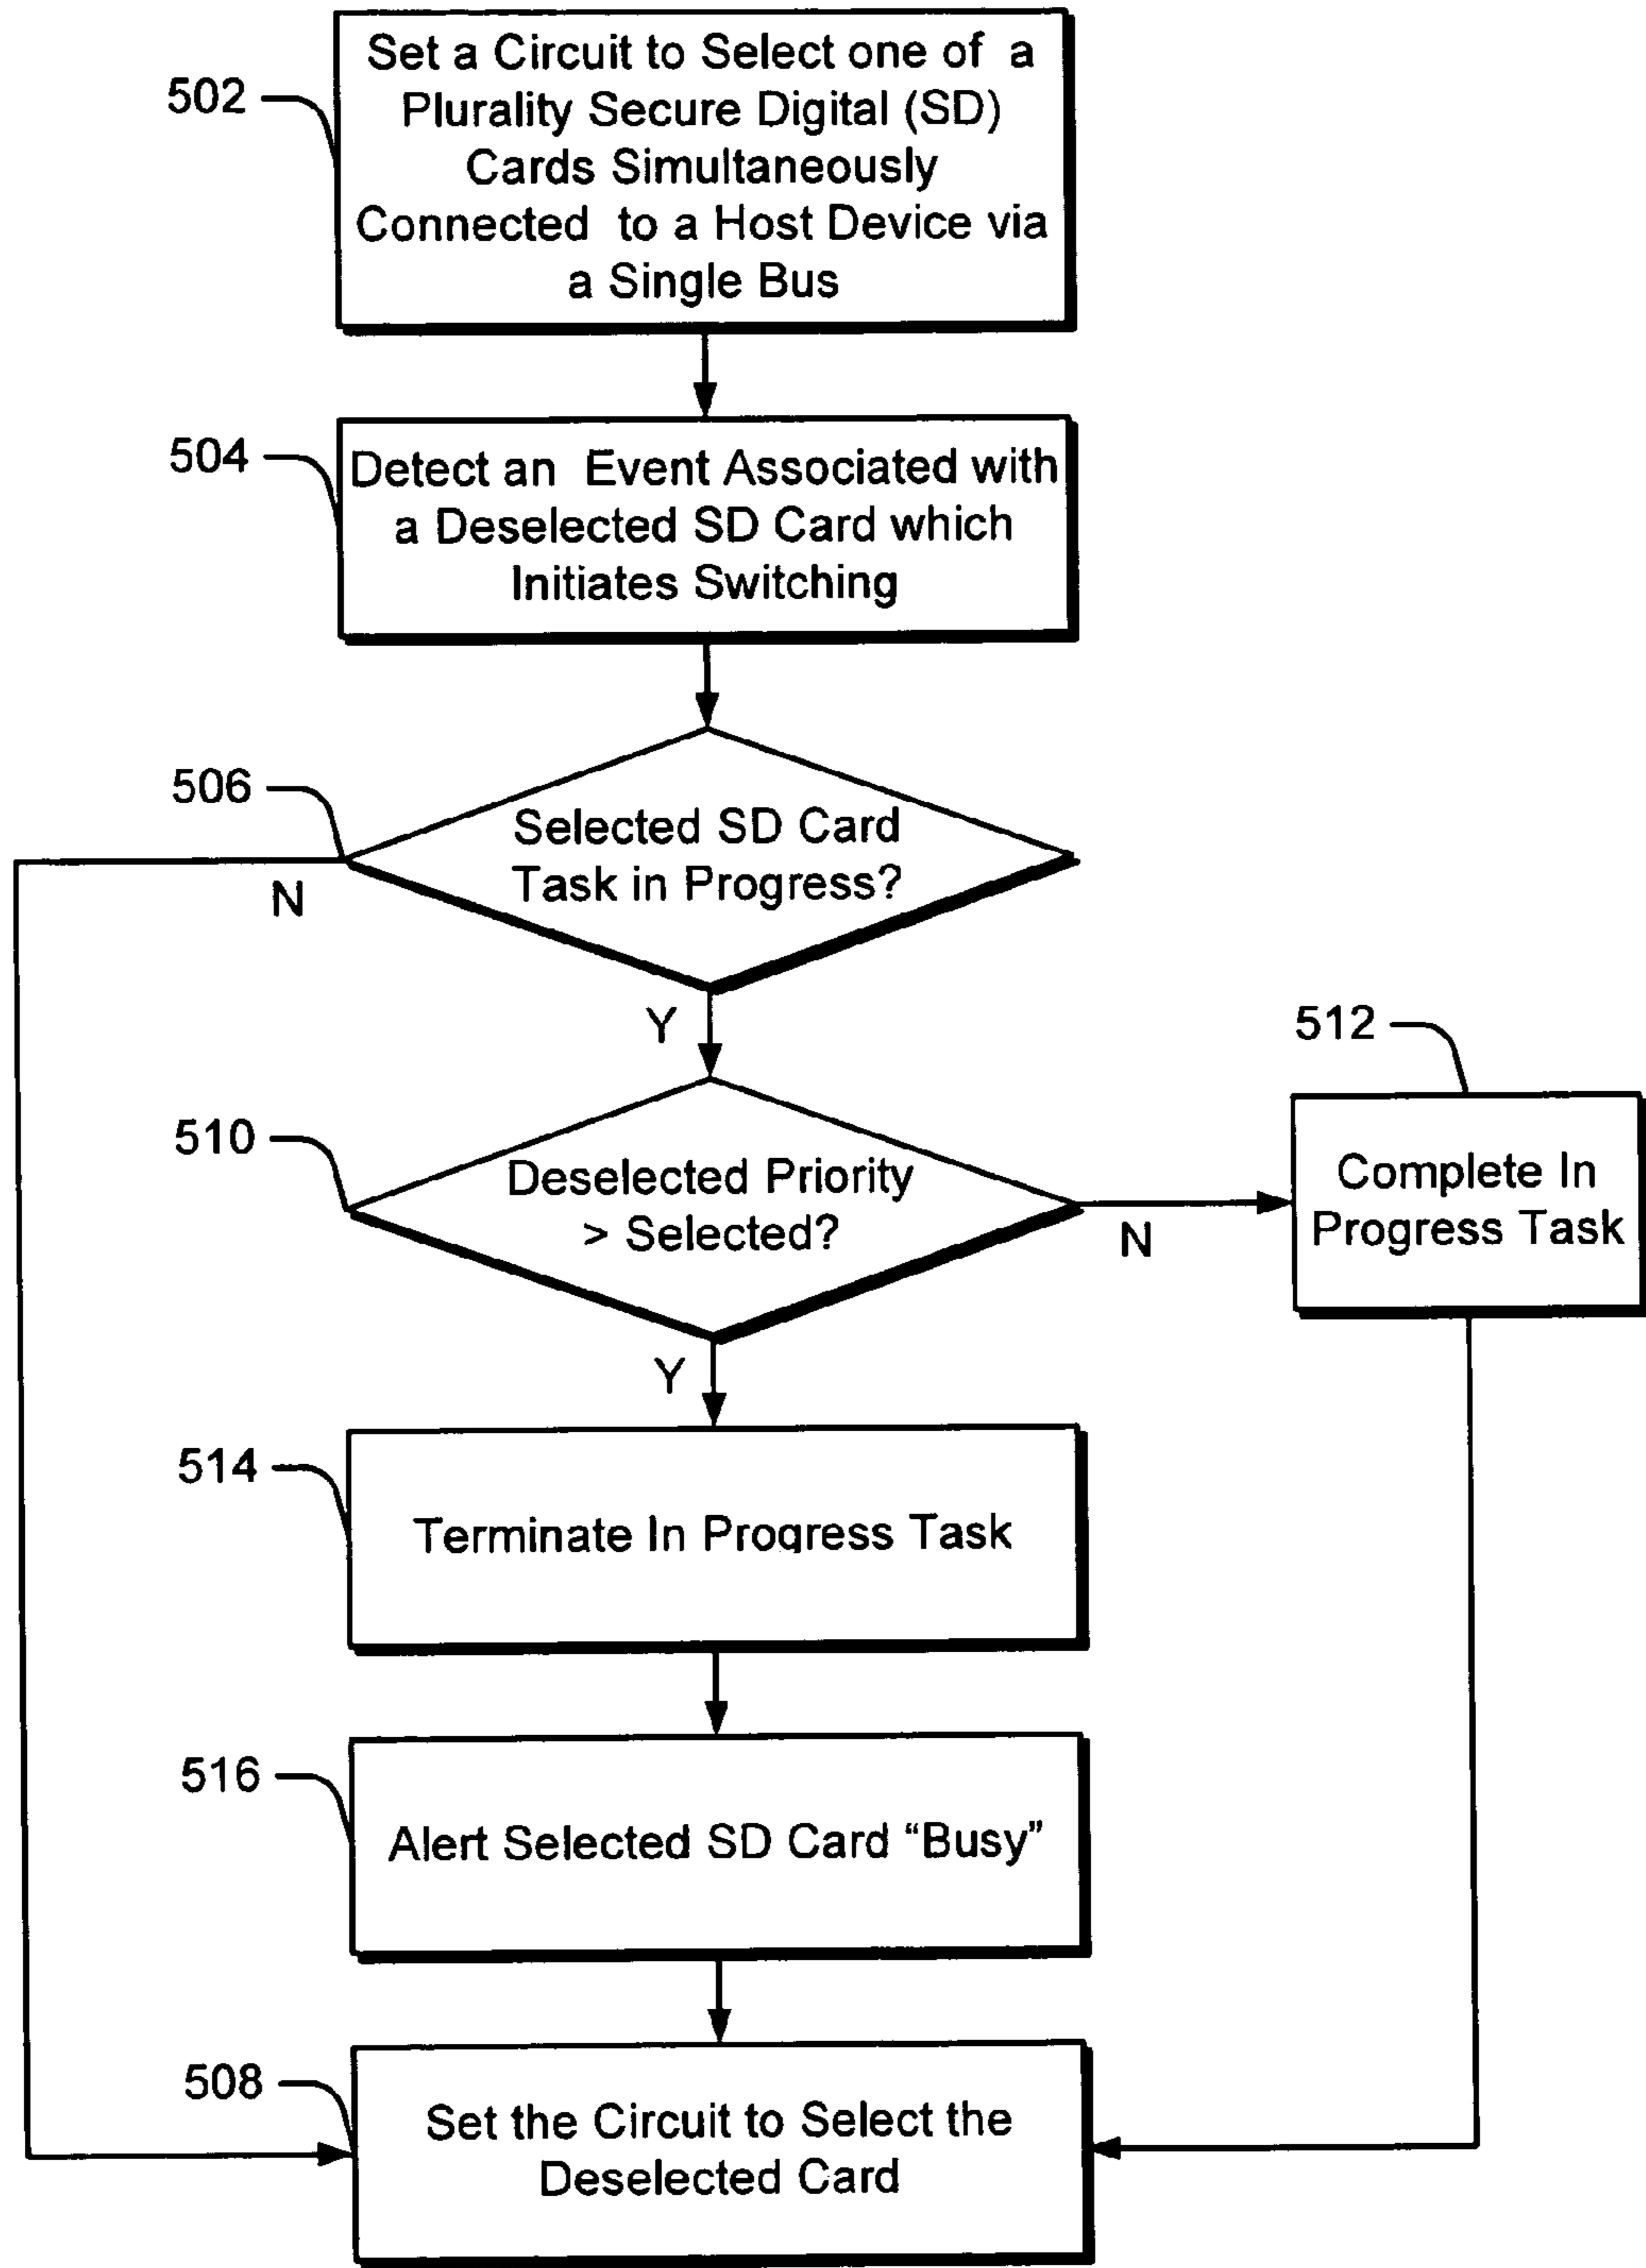 502
Set a Circuit to Select one of a
Plurality Secure Digital (SD)
Cards Simultaneously
Connected to a Host Device via
a Single Bus
504
Detect an Event Associated with
a Deselected SD Card which
Initiates Switching
506
Selected SD Card
Task in Progress?
N
Y
510
Deselected Priority
> Selected?
N
512
Complete In
Progress Task
Y
514
Terminate In Progress Task
516
Alert Selected SD Card “Busy”
508
Set the Circuit to Select the
Deselected Card